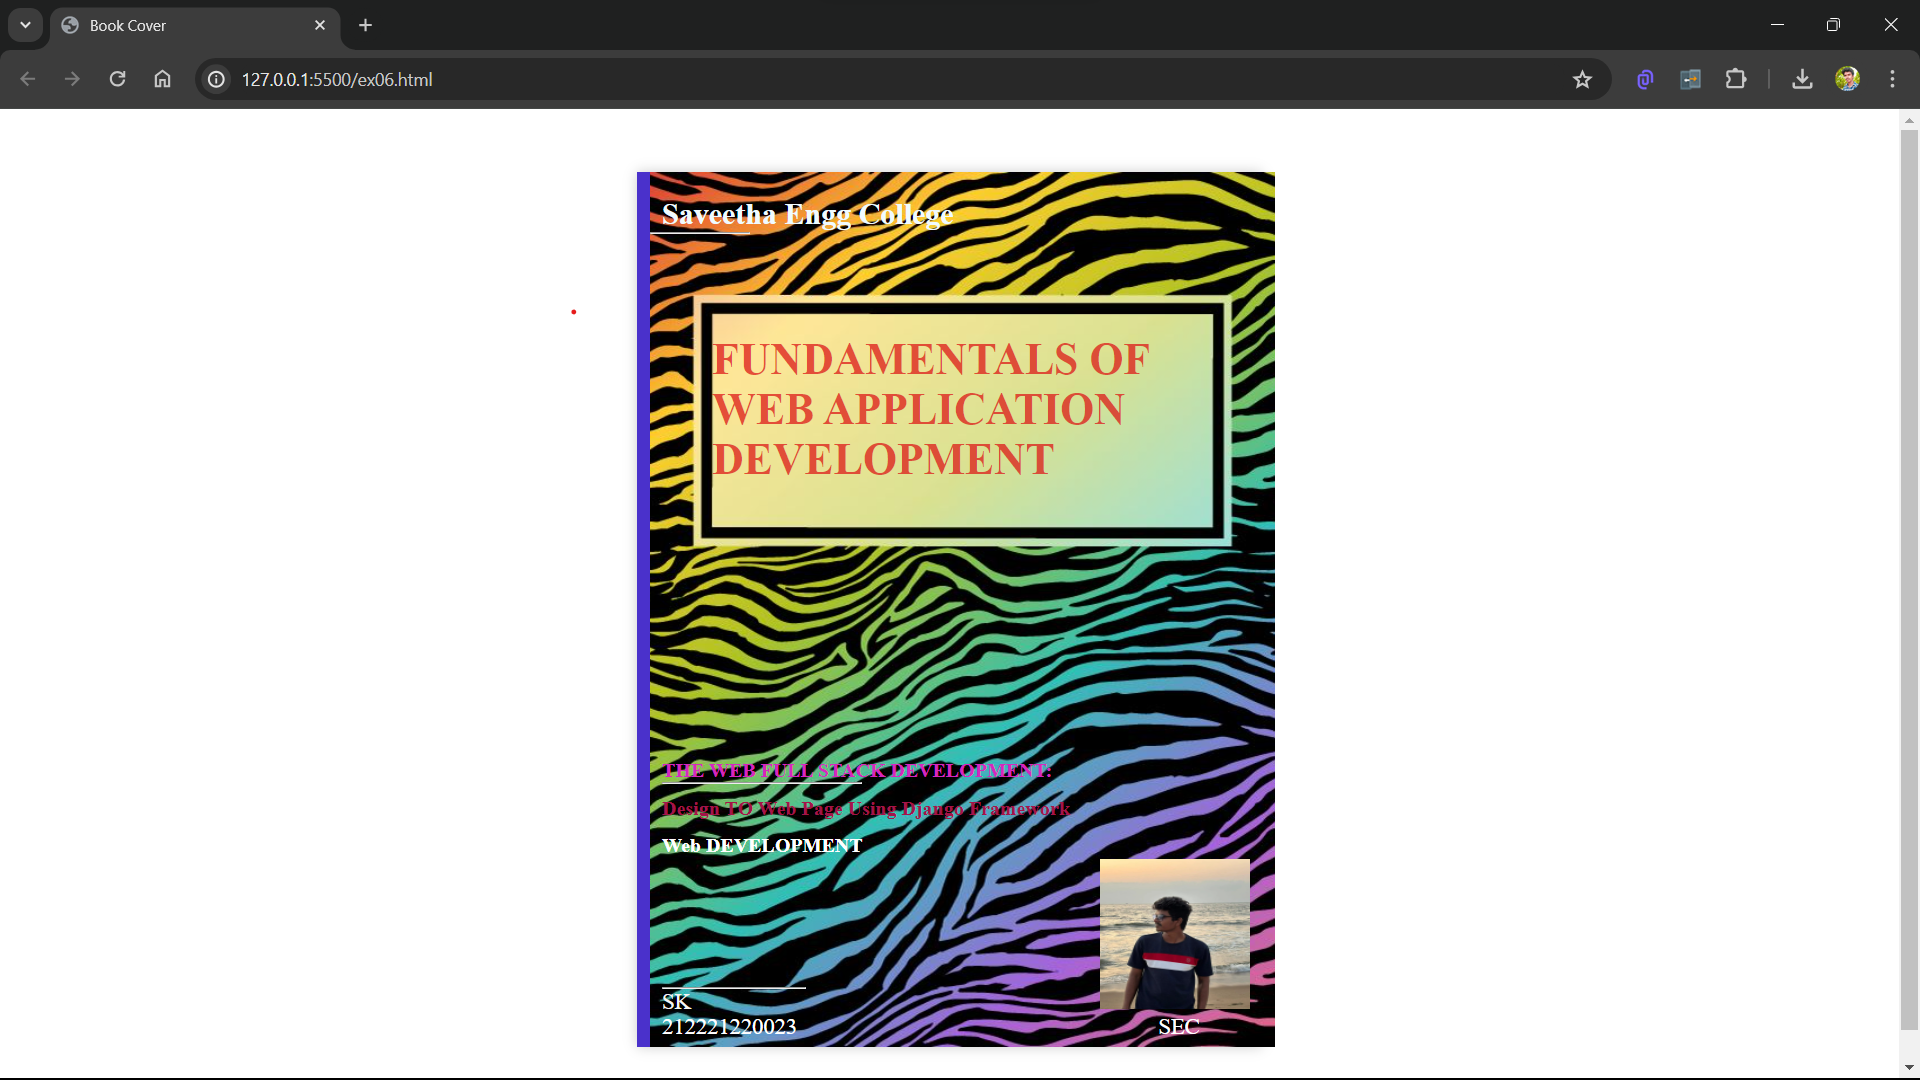 Book Cover
127.0.0.1:5500/ex06.html
Saveetha Engg College
FUNDAMENTALS OF
WEB APPLICATION
DEVELOPMENT
THE WEB FULL STACK DEVELOPMENT:
Design TO Web Page Using Django Framework
Web DEVELOPMENT
SK
212221220023
SEC